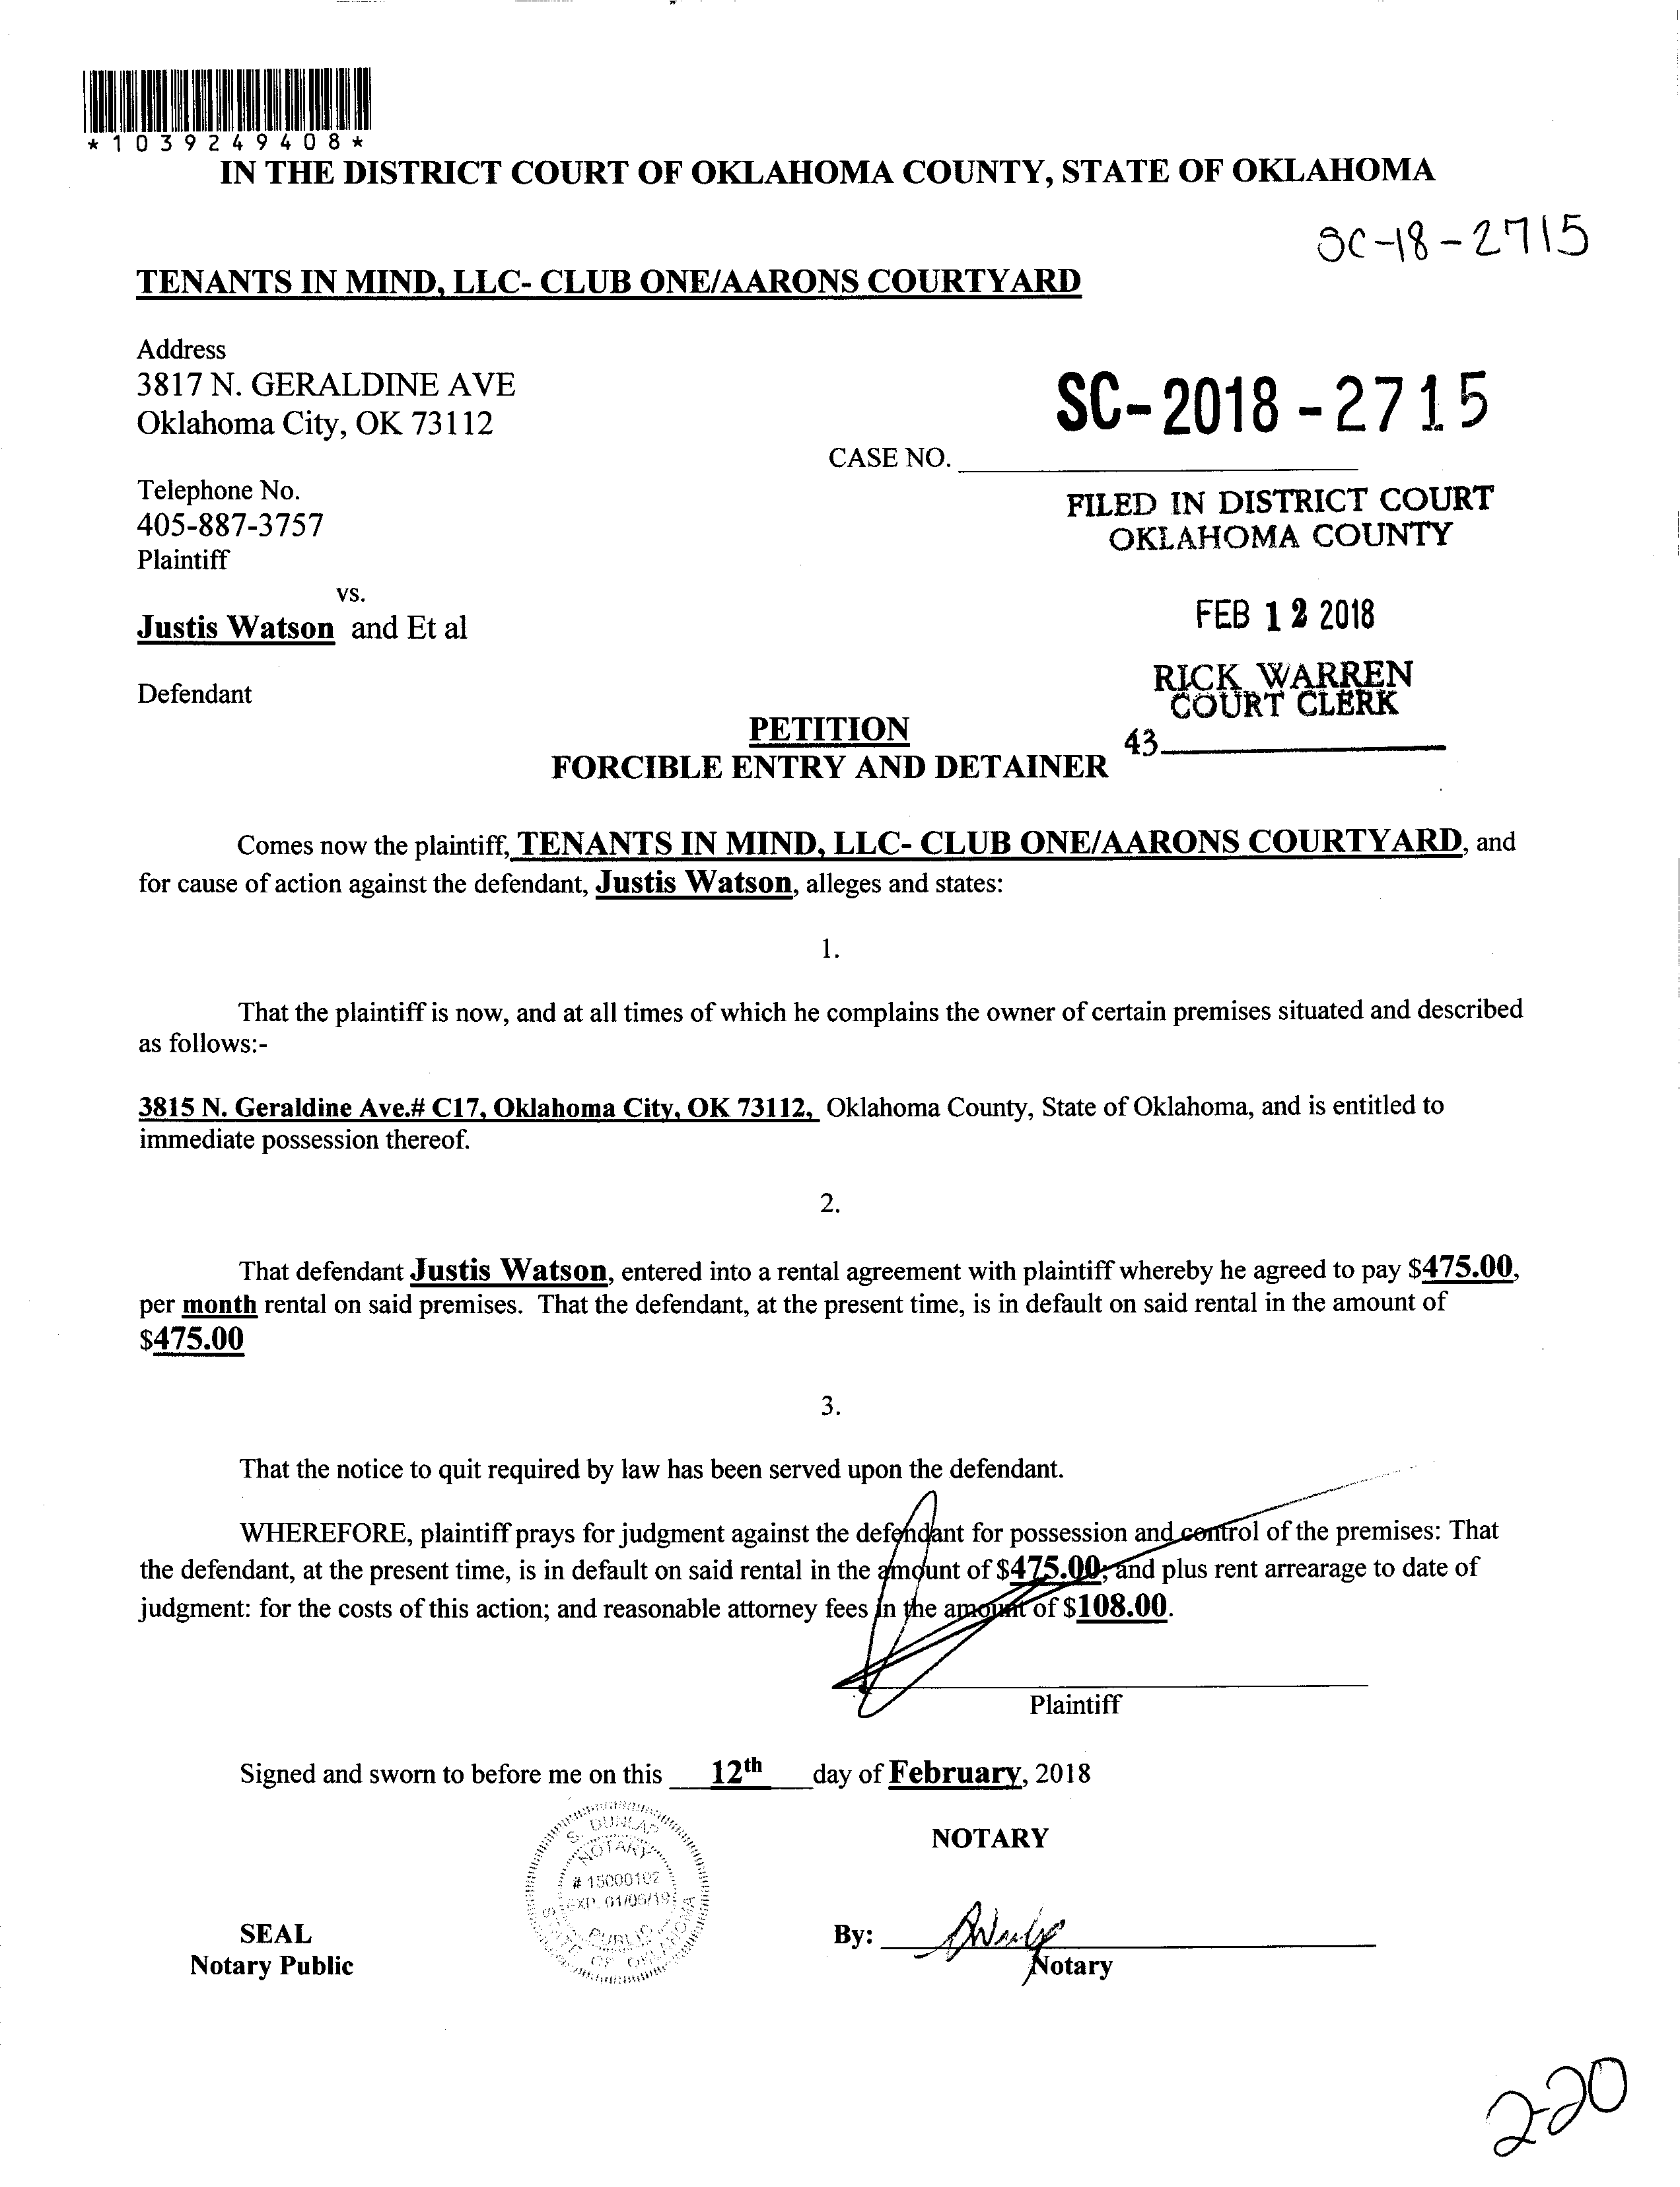 *1039249408*
IN THE DISTRICT COURT OF OKLAHOMA COUNTY, STATE OF OKLAHOMA
SC-18-2715
TENANTS IN MIND, LLC- CLUB ONE/AARONS COURTYARD
Address
3817 N. GERALDINE AVE
Oklahoma City, OK 73112
SC-2018-2715
CASE NO.
Telephone No.
405-887-3757
Plaintiff
FILED IN DISTRICT COURT
OKLAHOMA COUNTY
vs.
Justis Watson and Et al
FEB 12 2018
Defendant
RICK WARREN
COURT CLERK
43
PETITION
FORCIBLE ENTRY AND DETAINER
Comes now the plaintiff, TENANTS IN MIND, LLC- CLUB ONE/AARONS COURTYARD, and
for cause of action against the defendant, Justis Watson, alleges and states:
1.
That the plaintiff is now, and at all times of which he complains the owner of certain premises situated and described
as follows:-
3815 N. Geraldine Ave.# C17, Oklahoma City, OK 73112, Oklahoma County, State of Oklahoma, and is entitled to
immediate possession thereof.
2.
That defendant Justis Watson, entered into a rental agreement with plaintiff whereby he agreed to pay $475.00,
per month rental on said premises. That the defendant, at the present time, is in default on said rental in the amount of
$475.00
3.
That the notice to quit required by law has been served upon the defendant.
WHEREFORE, plaintiff prays for judgment against the defendant for possession and control of the premises: That
the defendant, at the present time, is in default on said rental in the amount of $475.00; and plus rent arrearage to date of
judgment: for the costs of this action; and reasonable attorney fees in the amount of $108.00.
Plaintiff
Signed and sworn to before me on this 12th day of February, 2018
S. DUNLAP
NOTARY
# 15000102
EXP. 01/06/19
PUBLIC
STATE OF OKLAHOMA
NOTARY
SEAL
Notary Public
By:
Notary
2-20